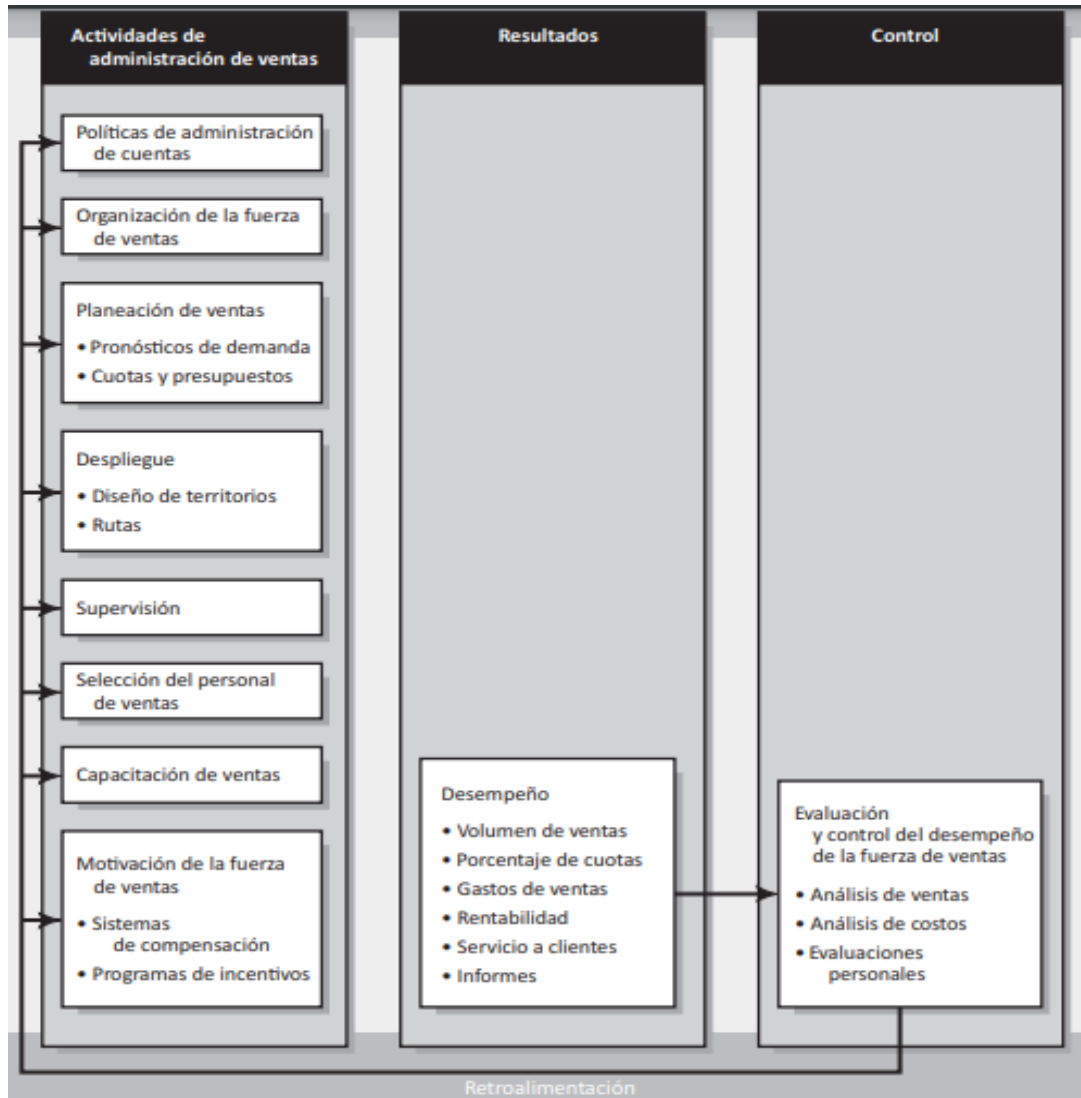 Actividades de
administración de ventas
Políticas de administración
de cuentas
Organización de la fuerza
de ventas
Planeación de ventas
• Pronósticos de demanda
• Cuotas y presupuestos
Despliegue
• Diseño de territorios
• Rutas
Supervisión
Selección del personal
de ventas
Capacitación de ventas
Motivación de la fuerza
de ventas
• Sistemas
de compensación
• Programas de incentivos
Resultados
Desempeño
• Volumen de ventas
• Porcentaje de cuotas
• Gastos de ventas
• Rentabilidad
• Servicio a clientes
• Informes
Control
Evaluación
y control del desempeño
de la fuerza de ventas
• Análisis de ventas
• Análisis de costos
• Evaluaciones
personales
Retroalimentación